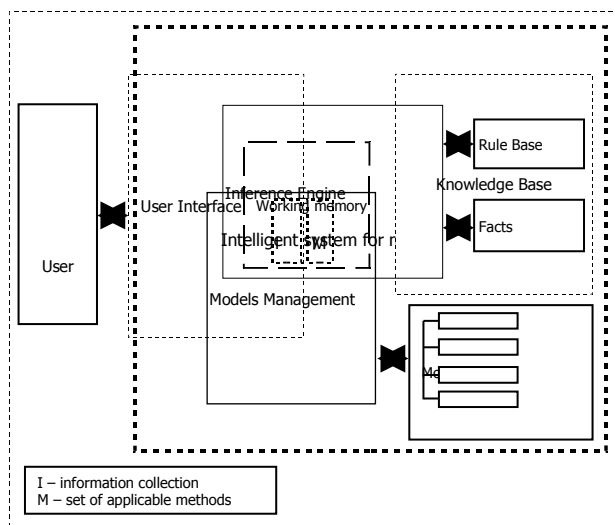 Rule Base
Knowledge Base
Inference Engine
User Interface
Working memory
Facts
Intelligent system for r
I
M
User
Models Management
I – information collection
M – set of applicable methods